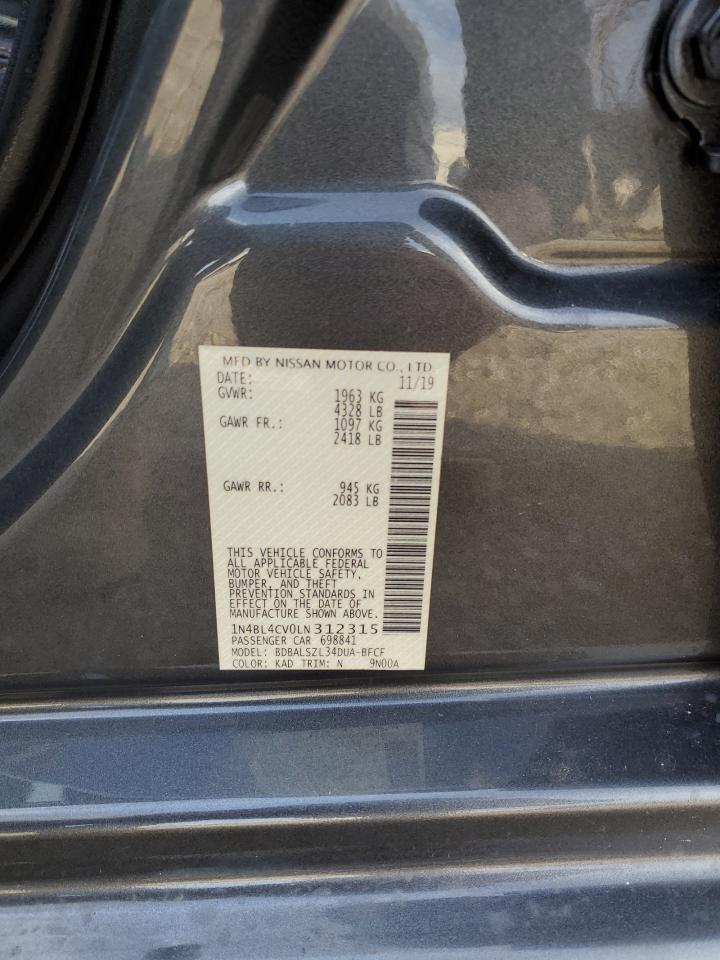 MFD BY NISSAN MOTOR CO., LTD.
DATE: 11/19
GVWR: 1963 KG
4328 LB
GAWR FR.: 1097 KG
2418 LB
GAWR RR.: 945 KG
2083 LB
THIS VEHICLE CONFORMS TO
ALL APPLICABLE FEDERAL
MOTOR VEHICLE SAFETY,
BUMPER, AND THEFT
PREVENTION STANDARDS IN
EFFECT ON THE DATE OF
MANUFACTURE SHOWN ABOVE.
1N4BL4CV0LN312315
PASSENGER CAR 698841
MODEL: BDBALSZL34DUA-BFCF
COLOR: KAD TRIM: N 9N00A